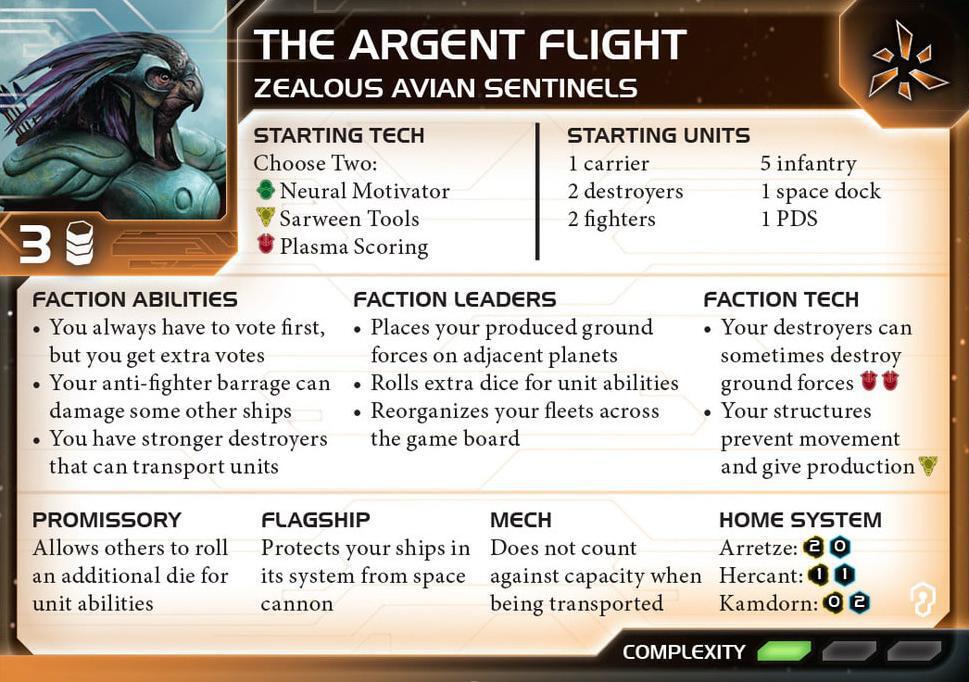 THE ARGENT FLIGHT
ZEALOUS AVIAN SENTINELS
3
STARTING TECH
Choose Two:
Neural Motivator
Sarween Tools
Plasma Scoring
STARTING UNITS
1 carrier
2 destroyers
2 fighters
5 infantry
1 space dock
1 PDS
FACTION ABILITIES
• You always have to vote first,
but you get extra votes
• Your anti-fighter barrage can
damage some other ships
• You have stronger destroyers
that can transport units
FACTION LEADERS
• Places your produced ground
forces on adjacent planets
• Rolls extra dice for unit abilities
• Reorganizes your fleets across
the game board
FACTION TECH
• Your destroyers can
sometimes destroy
ground forces
• Your structures
prevent movement
and give production
PROMISSORY
Allows others to roll
an additional die for
unit abilities
FLAGSHIP
Protects your ships in
its system from space
cannon
MECH
Does not count
against capacity when
being transported
HOME SYSTEM
Arretze: 2 0
Hercant: 1 1
Kamdorn: 0 2
COMPLEXITY